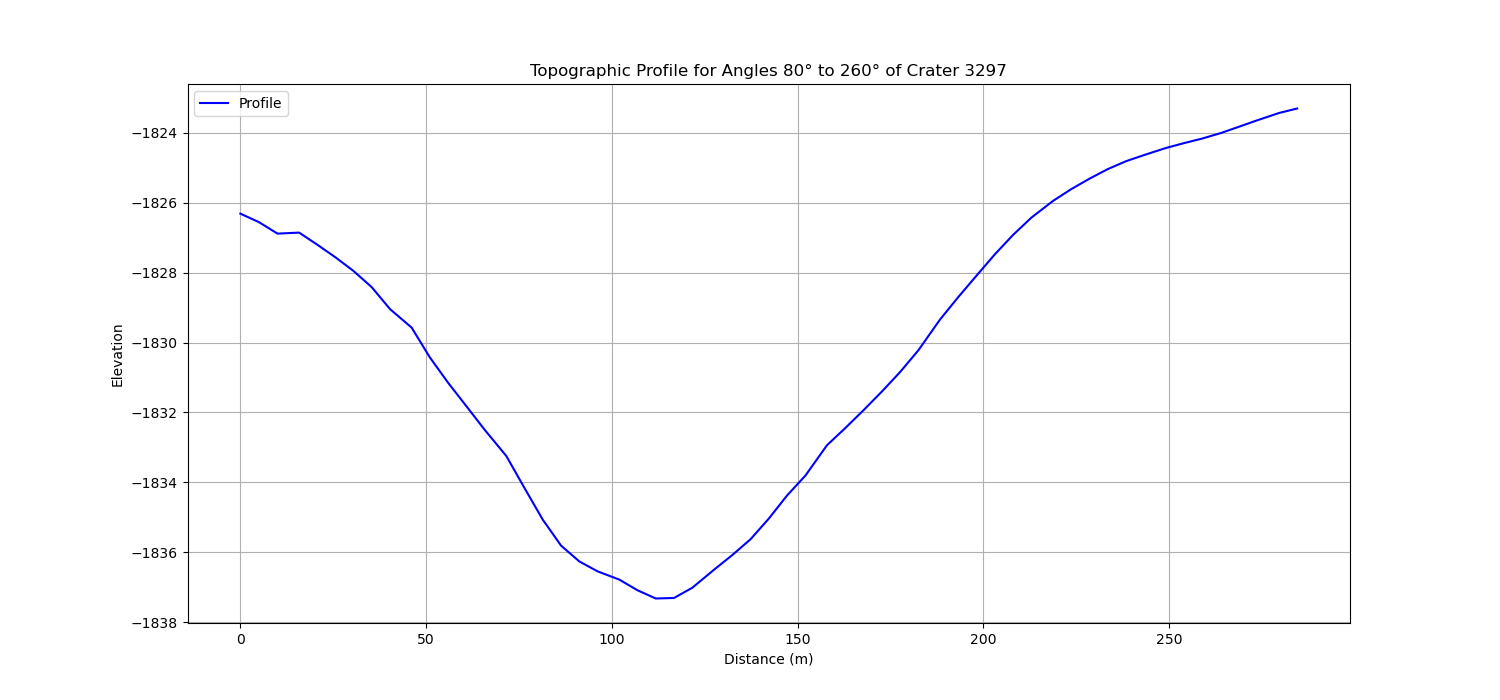 Topographic Profile for Angles 80° to 260° of Crater 3297
Profile
−1824
−1826
−1828
−1830
−1832
−1834
−1836
−1838
Elevation
0 50 100 150 200 250
Distance (m)